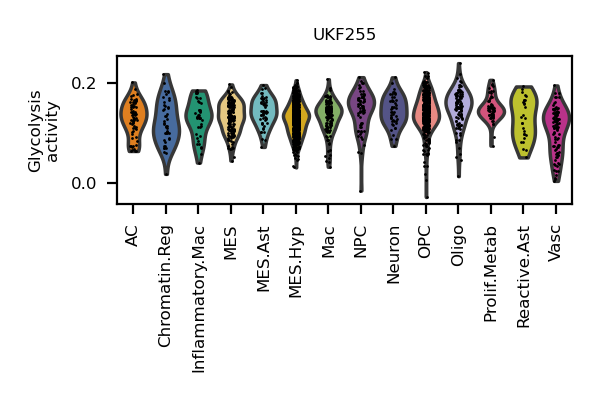 UKF255
Glycolysis
activity
0.2
0.0
AC
Chromatin.Reg
Inflammatory.Mac
MES
MES.Ast
MES.Hyp
Mac
NPC
Neuron
OPC
Oligo
Prolif.Metab
Reactive.Ast
Vasc